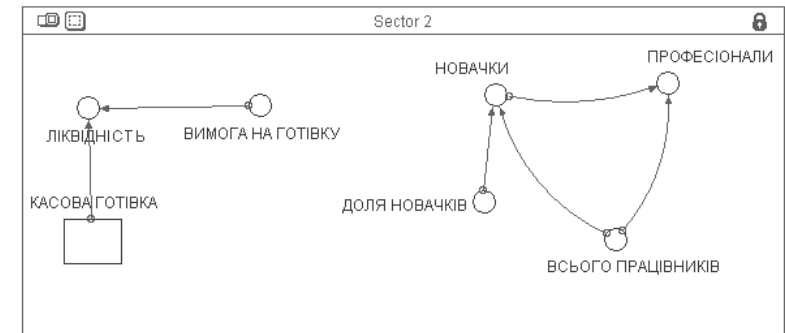 Sector 2
ПРОФЕСІОНАЛИ
НОВАЧКИ
ЛІКВІДНІСТЬ
ВИМОГА НА ГОТІВКУ
КАСОВА ГОТІВКА
ДОЛЯ НОВАЧКІВ
ВСЬОГО ПРАЦІВНИКІВ